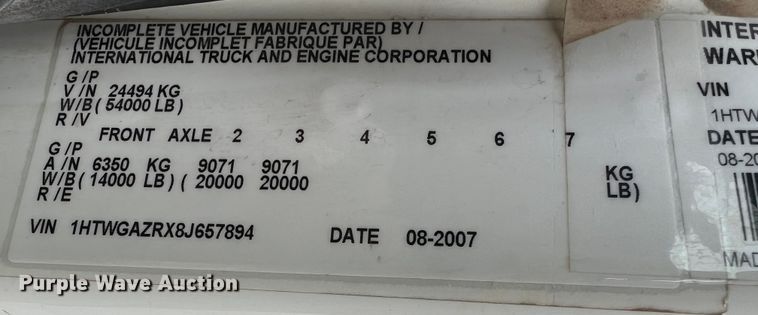 INCOMPLETE VEHICLE MANUFACTURED BY /
(VEHICULE INCOMPLET FABRIQUE PAR)
INTERNATIONAL TRUCK AND ENGINE CORPORATION
G /P
V /N 24494 KG
W/B( 54000 LB)
R /V
FRONT AXLE 2 3 4 5 6 7
G /P
A /N 6350 KG 9071 9071 KG
W/B( 14000 LB) ( 20000 20000 LB)
R /E
VIN 1HTWGAZRX8J657894 DATE 08-2007
INTER
WAR
VIN
1HTW
DATE
08-20
MAD
Purple Wave Auction